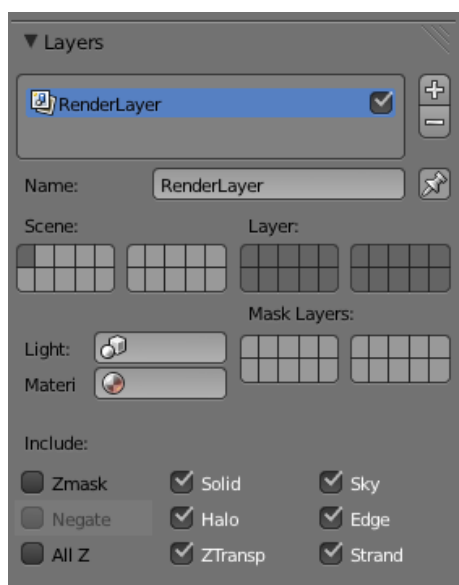 Layers
RenderLayer
Name: RenderLayer
Scene: Layer:
Mask Layers:
Light:
Materi
Include:
Zmask Solid Sky
Negate Halo Edge
All Z ZTransp Strand